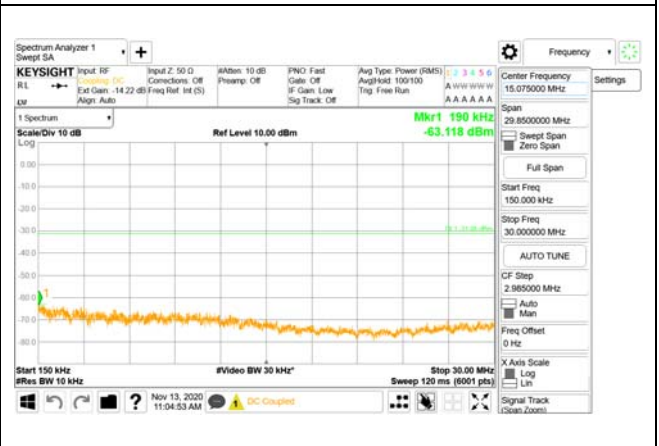 Spectrum Analyzer 1
Swept SA
Frequency
KEYSIGHT
Input: RF
Coupling: DC
Ext Gain: -14.22 dB
Align: Auto
RL
Input Z: 50 Ω
Corrections: Off
Freq Ref: Int (S)
#Atten: 10 dB
Preamp: Off
PNO: Fast
Gate: Off
IF Gain: Low
Sig Track: Off
Avg Type: Power (RMS)
Avg|Hold: 100/100
Trig: Free Run
1 2 3 4 5 6
A W W W W W
A A A A A A
Center Frequency
15.075000 MHz
Settings
1 Spectrum
Scale/Div 10 dB
Log
Ref Level 10.00 dBm
Mkr1 190 kHz
-63.118 dBm
0.00
-10.0
-20.0
-30.0
-40.0
-50.0
-60.0
-70.0
-80.0
1
Start 150 kHz
#Res BW 10 kHz
#Video BW 30 kHz*
Stop 30.00 MHz
Sweep 120 ms (6001 pts)
Span
29.8500000 MHz
Swept Span
Zero Span
Full Span
Start Freq
150.000 kHz
Stop Freq
30.000000 MHz
AUTO TUNE
CF Step
2.985000 MHz
Auto
Man
Freq Offset
0 Hz
X Axis Scale
Log
Lin
Signal Track
(Span Zoom)
?
Nov 13, 2020
11:04:53 AM
1
DC Coupled